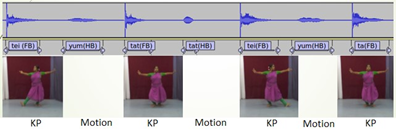 tei (FB) yum(HB) tat(FB) tat(HB) tei(FB) yum(HB) ta(FB)
KP Motion KP Motion KP Motion KP